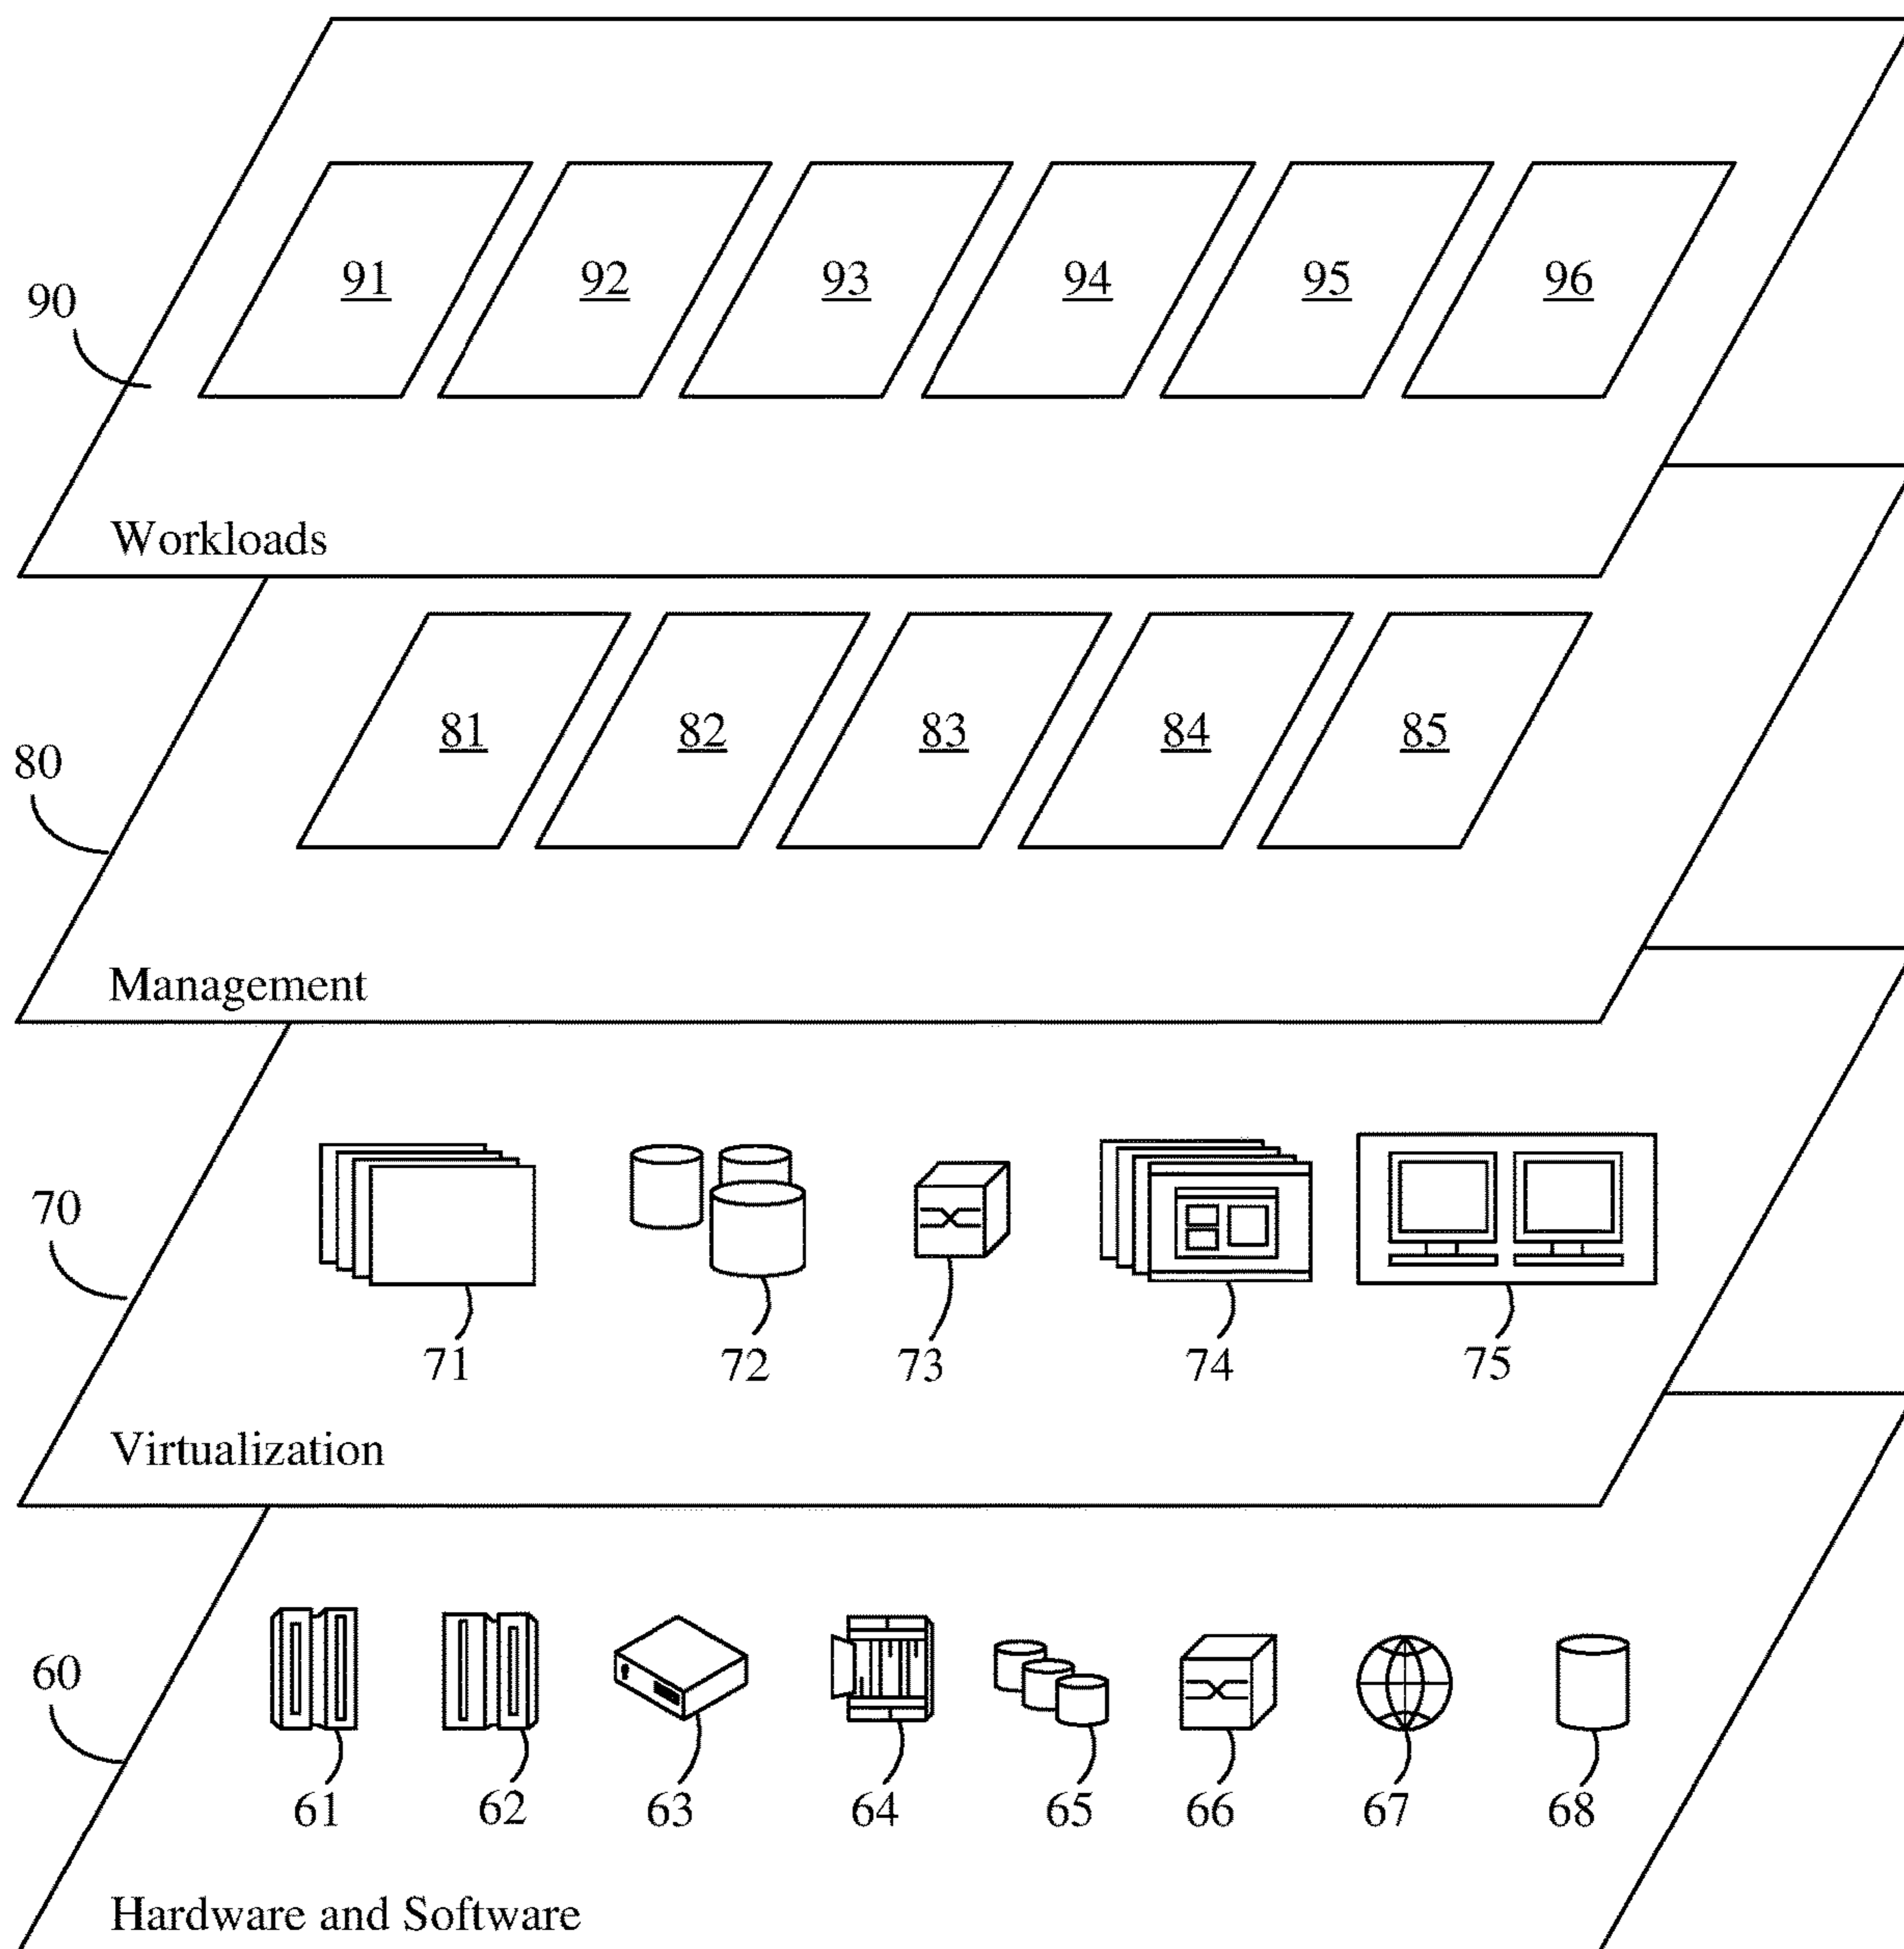 91 92 93 94 95 96
90
Workloads
81 82 83 84 85
80
Management
70
71 72 73 74 75
Virtualization
60
61 62 63 64 65 66 67 68
Hardware and Software